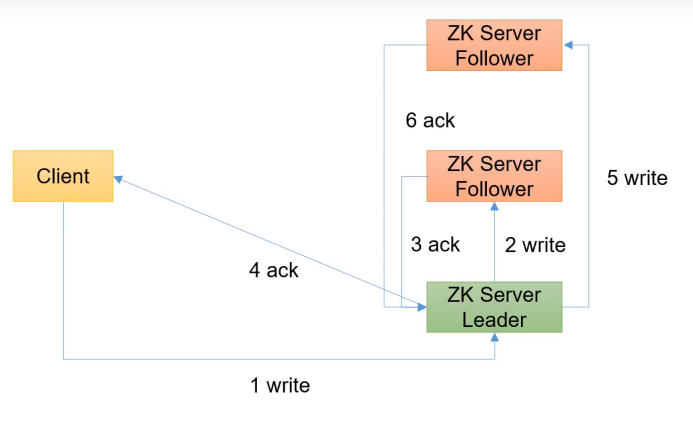 ZK Server
Follower
6 ack
ZK Server
Follower
Client
5 write
3 ack
2 write
4 ack
ZK Server
Leader
1 write